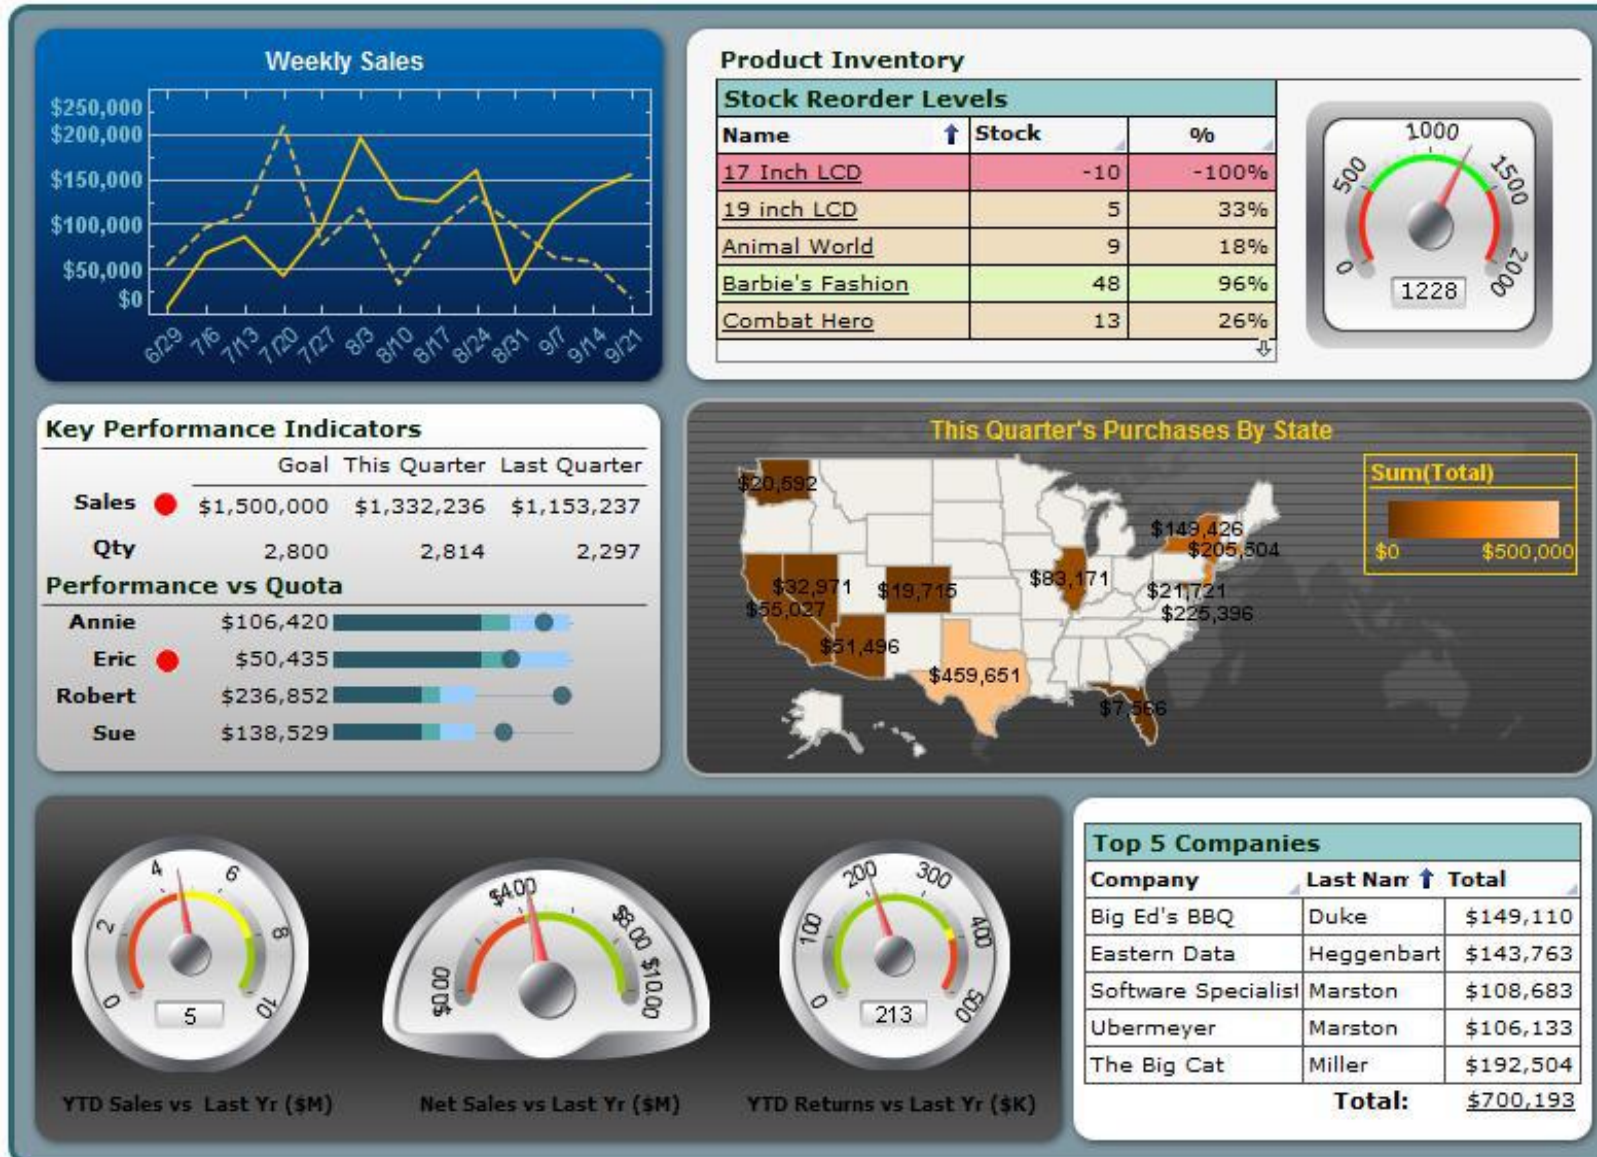 Weekly Sales
$250,000
$200,000
$150,000
$100,000
$50,000
$0
6/29 7/6 7/13 7/20 7/27 8/3 8/10 8/17 8/24 8/31 9/7 9/14 9/21
Product Inventory
Stock Reorder Levels
Name Stock %
17 Inch LCD -10 -100%
19 inch LCD 5 33%
Animal World 9 18%
Barbie's Fashion 48 96%
Combat Hero 13 26%
0 500 1000 1500 2000
1228
Key Performance Indicators
Goal This Quarter Last Quarter
Sales $1,500,000 $1,332,236 $1,153,237
Qty 2,800 2,814 2,297
Performance vs Quota
Annie $106,420
Eric $50,435
Robert $236,852
Sue $138,529
This Quarter's Purchases By State
Sum(Total)
$0 $500,000
$20,592
$149,426
$205,504
$32,971 $19,715 $83,171 $21,721
$55,027 $225,396
$51,496
$459,651
$7,566
0 2 4 6 8 10
5
YTD Sales vs Last Yr ($M)
$0.00 $4.00 $8.00 $10.00
Net Sales vs Last Yr ($M)
0 100 200 300 400 500
213
YTD Returns vs Last Yr ($K)
Top 5 Companies
Company Last Nam Total
Big Ed's BBQ Duke $149,110
Eastern Data Heggenbart $143,763
Software Specialist Marston $108,683
Ubermeyer Marston $106,133
The Big Cat Miller $192,504
Total: $700,193